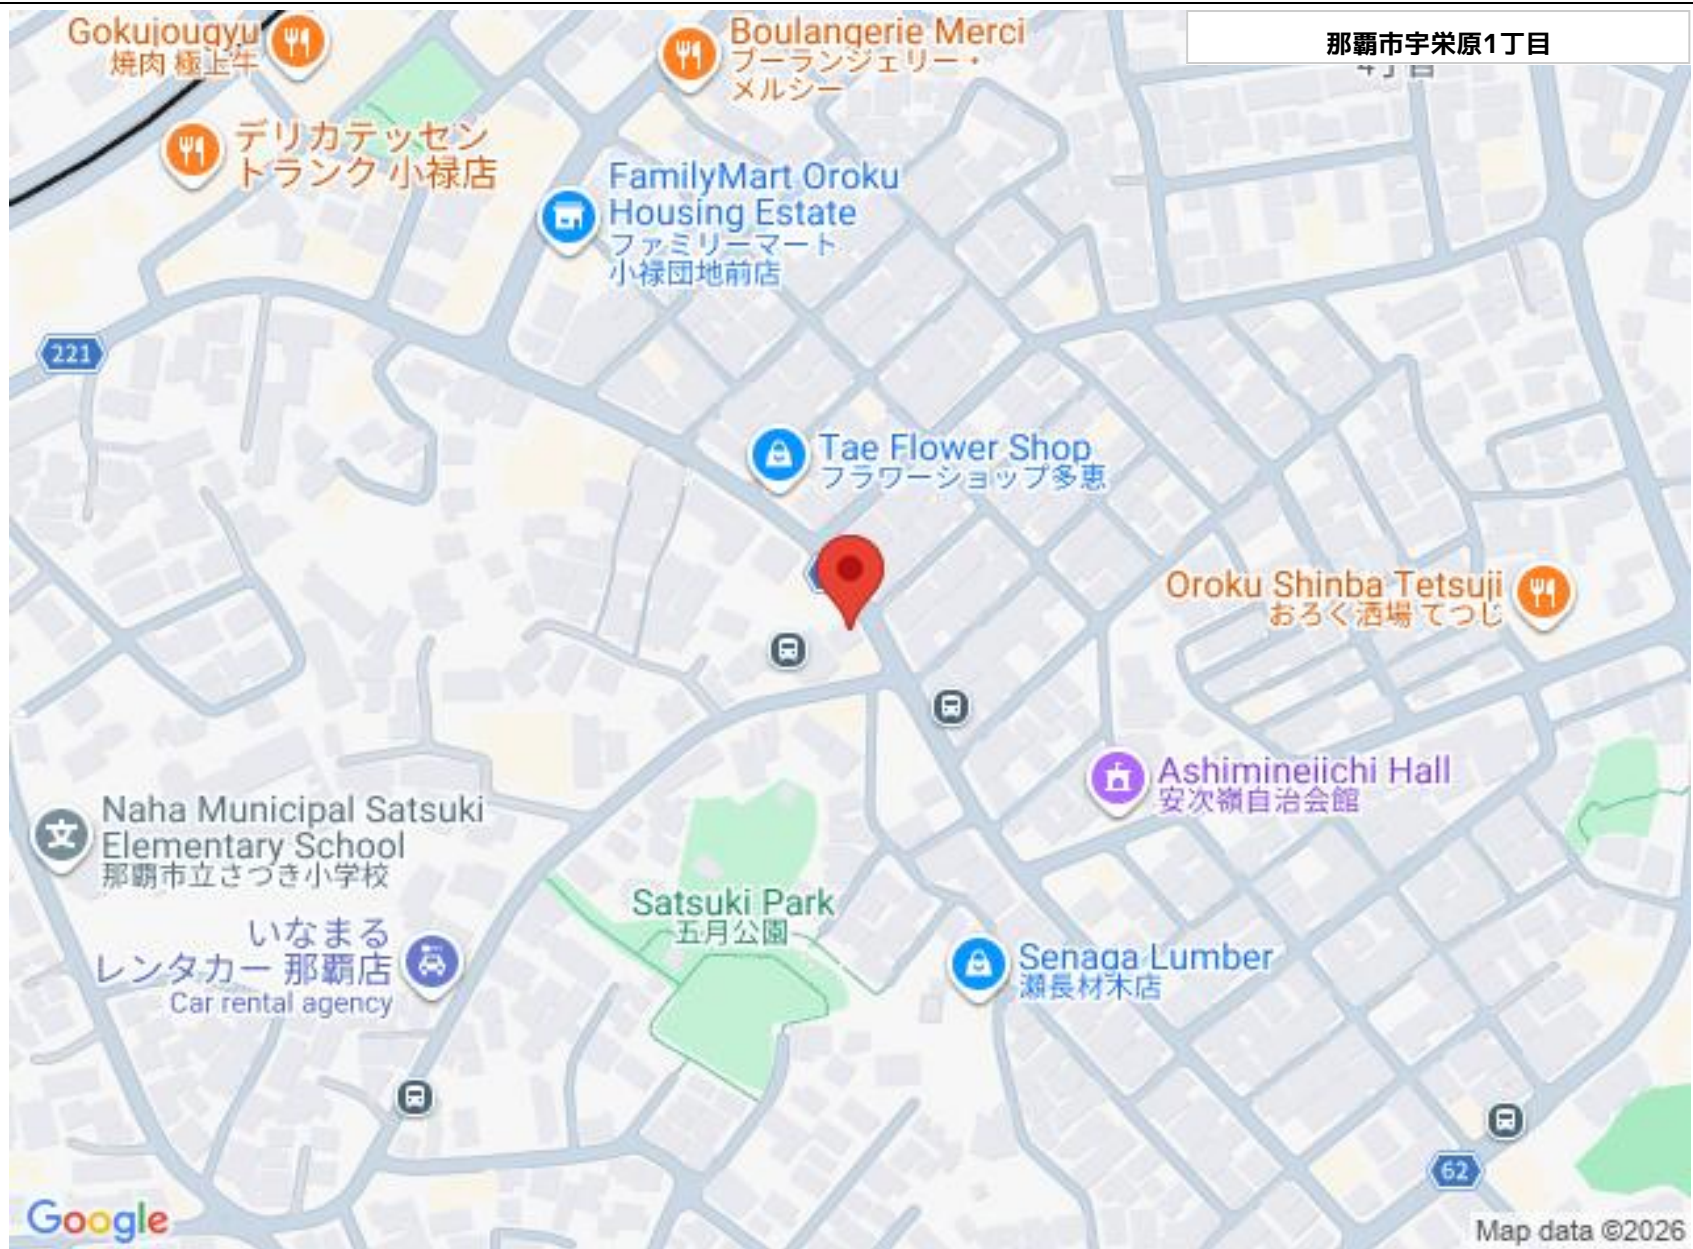 Gokujougyu
焼肉 極上牛
Boulangerie Merci
ブーランジェリー・
メルシー
那覇市宇栄原1丁目
4丁目
デリカテッセン
トランク 小禄店
FamilyMart Oroku
Housing Estate
ファミリーマート
小禄団地前店
221
Tae Flower Shop
フラワーショップ多恵
Oroku Shinba Tetsuji
おろく酒場 てつじ
Ashimineiichi Hall
安次嶺自治会館
文
Naha Municipal Satsuki
Elementary School
那覇市立さつき小学校
Satsuki Park
五月公園
いなまる
レンタカー 那覇店
Car rental agency
Senaga Lumber
瀬長材木店
62
Google
Map data ©2026